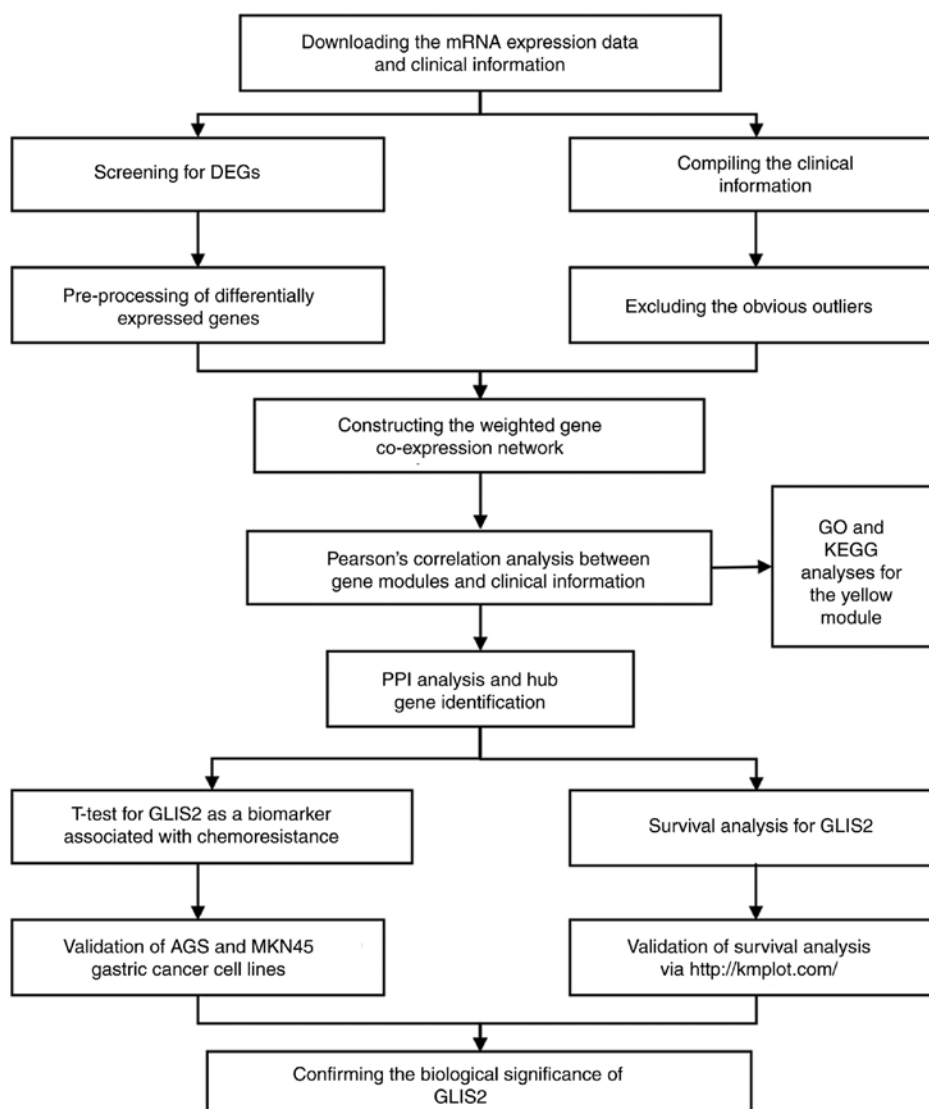 Downloading the mRNA expression data
and clinical information
Screening for DEGs
Compiling the clinical
information
Pre-processing of differentially
expressed genes
Excluding the obvious outliers
Constructing the weighted gene
co-expression network
Pearson's correlation analysis between
gene modules and clinical information
GO and
KEGG
analyses for
the yellow
module
PPI analysis and hub
gene identification
T-test for GLIS2 as a biomarker
associated with chemoresistance
Survival analysis for GLIS2
Validation of AGS and MKN45
gastric cancer cell lines
Validation of survival analysis
via http://kmplot.com/
Confirming the biological significance of
GLIS2